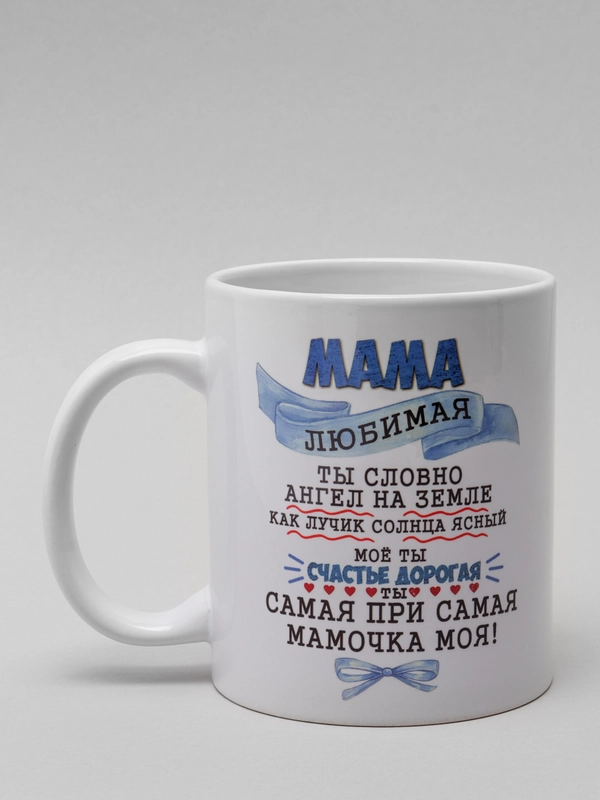 МАМА
ЛЮБИМАЯ
ТЫ СЛОВНО
АНГЕЛ НА ЗЕМЛЕ
КАК ЛУЧИК СОЛНЦА ЯСНЫЙ
МОЁ ТЫ
СЧАСТЬЕ ДОРОГАЯ
ТЫ
САМАЯ ПРИ САМАЯ
МАМОЧКА МОЯ!